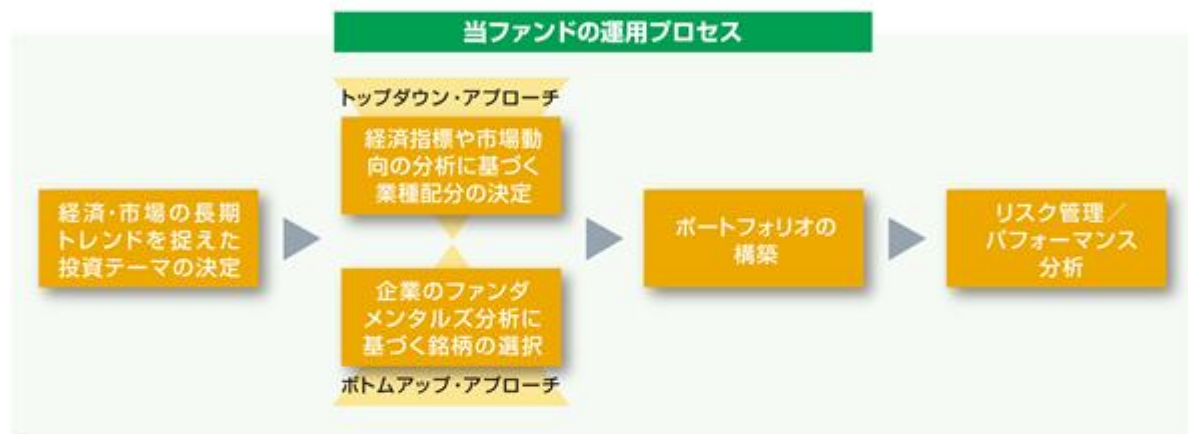 当ファンドの運用プロセス
経済・市場の長期
トレンドを捉えた
投資テーマの決定
トップダウン・アプローチ
経済指標や市場動
向の分析に基づく
業種配分の決定
企業のファンダ
メンタルズ分析に
基づく銘柄の選択
ボトムアップ・アプローチ
ポートフォリオの
構築
リスク管理／
パフォーマンス
分析